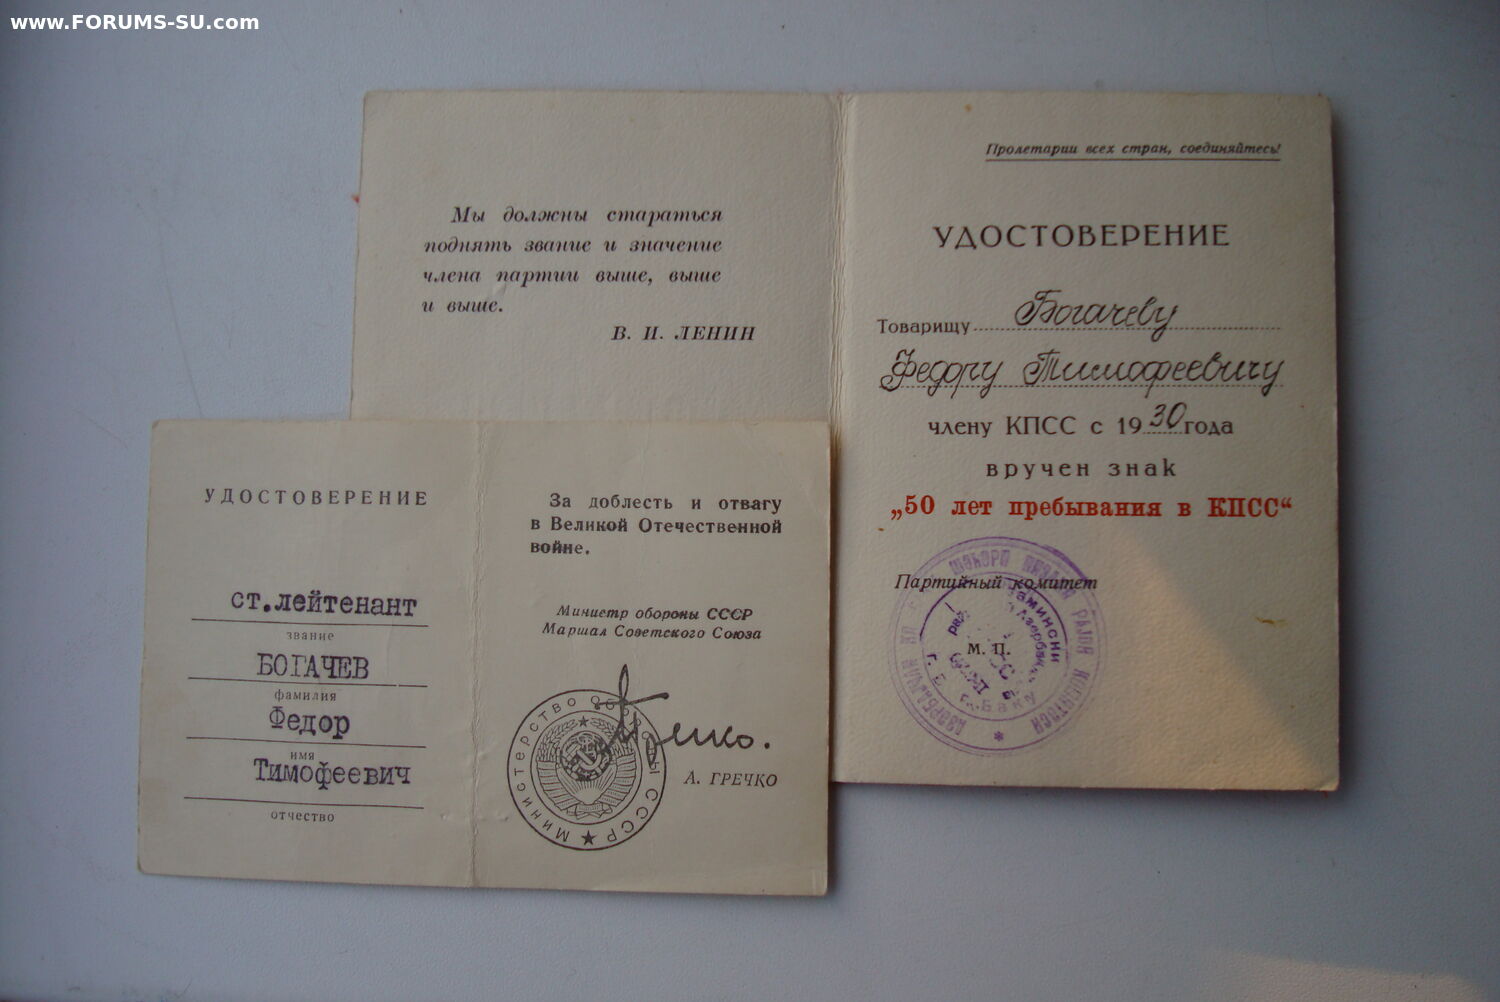 www.FORUMS-SU.com
Мы должны стараться
поднять звание и значение
члена партии выше, выше
и выше.
В. И. ЛЕНИН
Пролетарии всех стран, соединяйтесь!
УДОСТОВЕРЕНИЕ
Товарищу Богачеву
Федору Тимофеевичу
члену КПСС с 1930 года
вручен знак
„50 лет пребывания в КПСС“
Партийный комитет
М. П.
г. Баку
УДОСТОВЕРЕНИЕ
ст.лейтенант
звание
БОГАЧЕВ
фамилия
Федор
имя
Тимофеевич
отчество
За доблесть и отвагу
в Великой Отечественной
войне.
Министр обороны СССР
Маршал Советского Союза
Министерство Обороны СССР
А. ГРЕЧКО